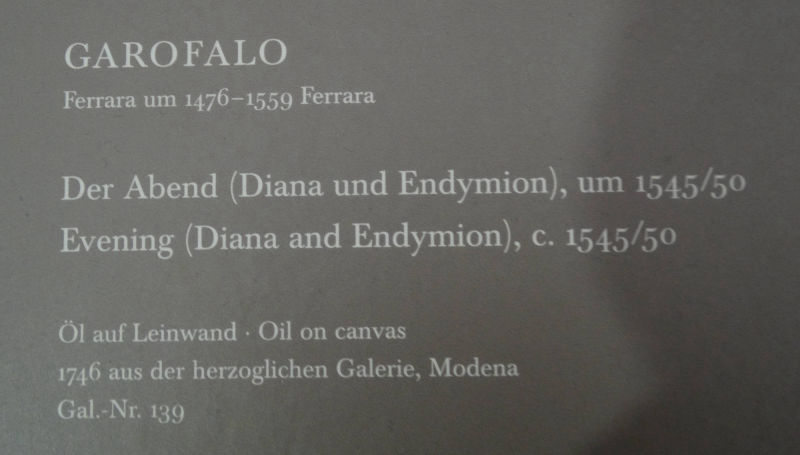 GAROFALO
Ferrara um 1476–1559 Ferrara
Der Abend (Diana und Endymion), um 1545/50
Evening (Diana and Endymion), c. 1545/50
Öl auf Leinwand · Oil on canvas
1746 aus der herzoglichen Galerie, Modena
Gal.-Nr. 139